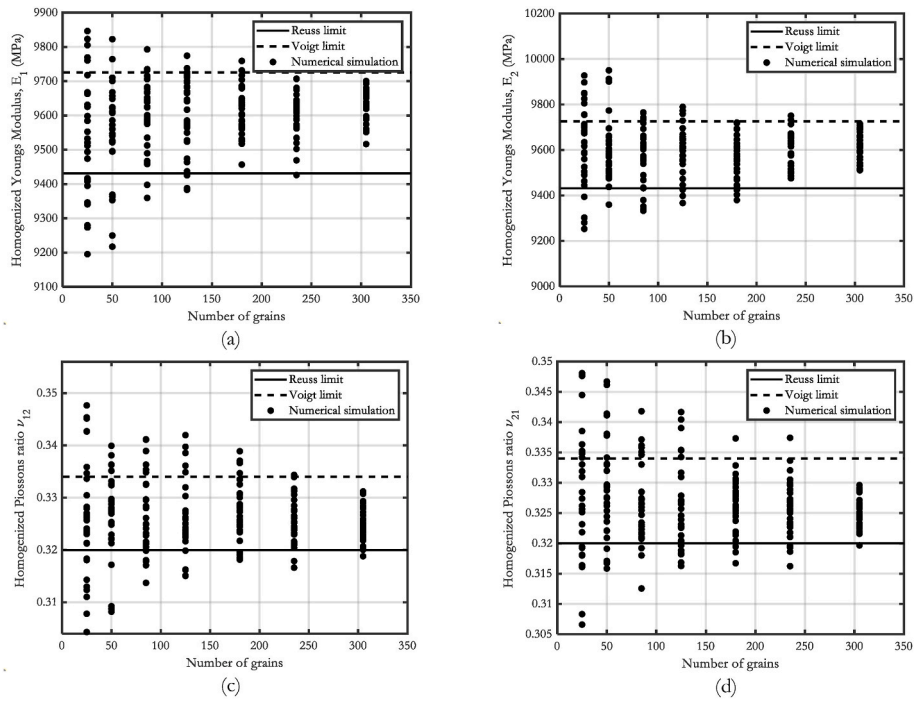 9900
9800
9700
9600
9500
9400
9300
9200
9100
Homogenized Youngs Modulus, E1 (MPa)
Reuss limit
Voigt limit
Numerical simulation
0 50 100 150 200 250 300 350
Number of grains
(a)
10200
10000
9800
9600
9400
9200
9000
Homogenized Youngs Modulus, E2 (MPa)
Reuss limit
Voigt limit
Numerical simulation
0 50 100 150 200 250 300 350
Number of grains
(b)
0.35
0.34
0.33
0.32
0.31
Homogenized Piossons ratio ν12
Reuss limit
Voigt limit
Numerical simulation
0 50 100 150 200 250 300 350
Number of grains
(c)
0.35
0.345
0.34
0.335
0.33
0.325
0.32
0.315
0.31
0.305
Homogenized Piossons ratio ν21
Reuss limit
Voigt limit
Numerical simulation
0 50 100 150 200 250 300 350
Number of grains
(d)